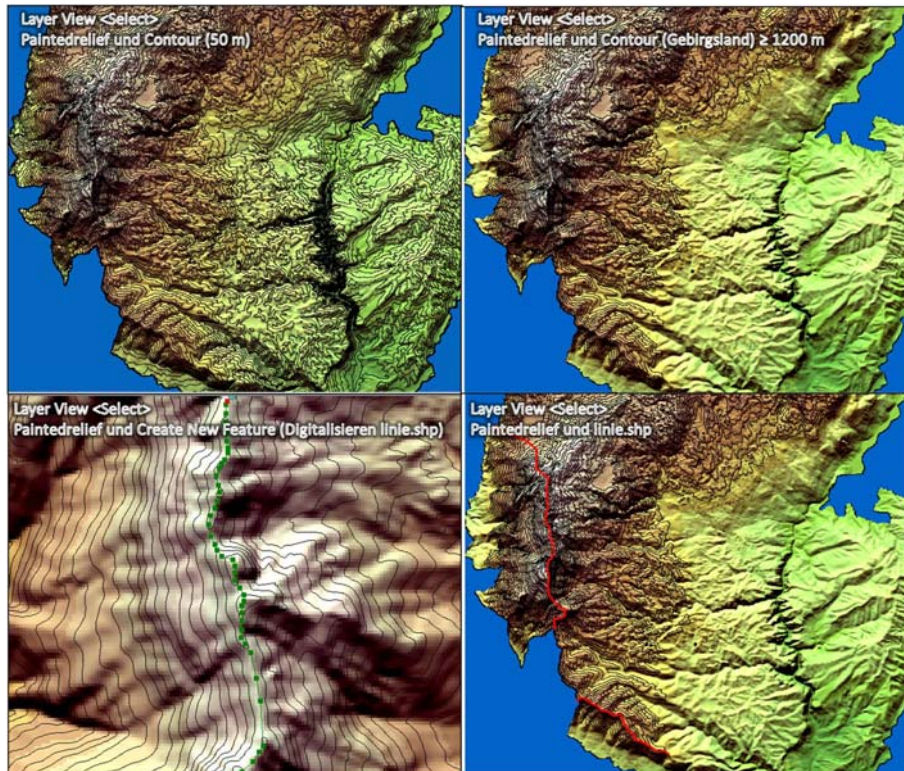 Layer View <Select>
Paintedrelief und Contour (50 m)
Layer View <Select>
Paintedrelief und Contour (Gebirgsland) ≥ 1200 m
Layer View <Select>
Paintedrelief und Create New Feature (Digitalisieren linie.shp)
Layer View <Select>
Paintedrelief und linie.shp